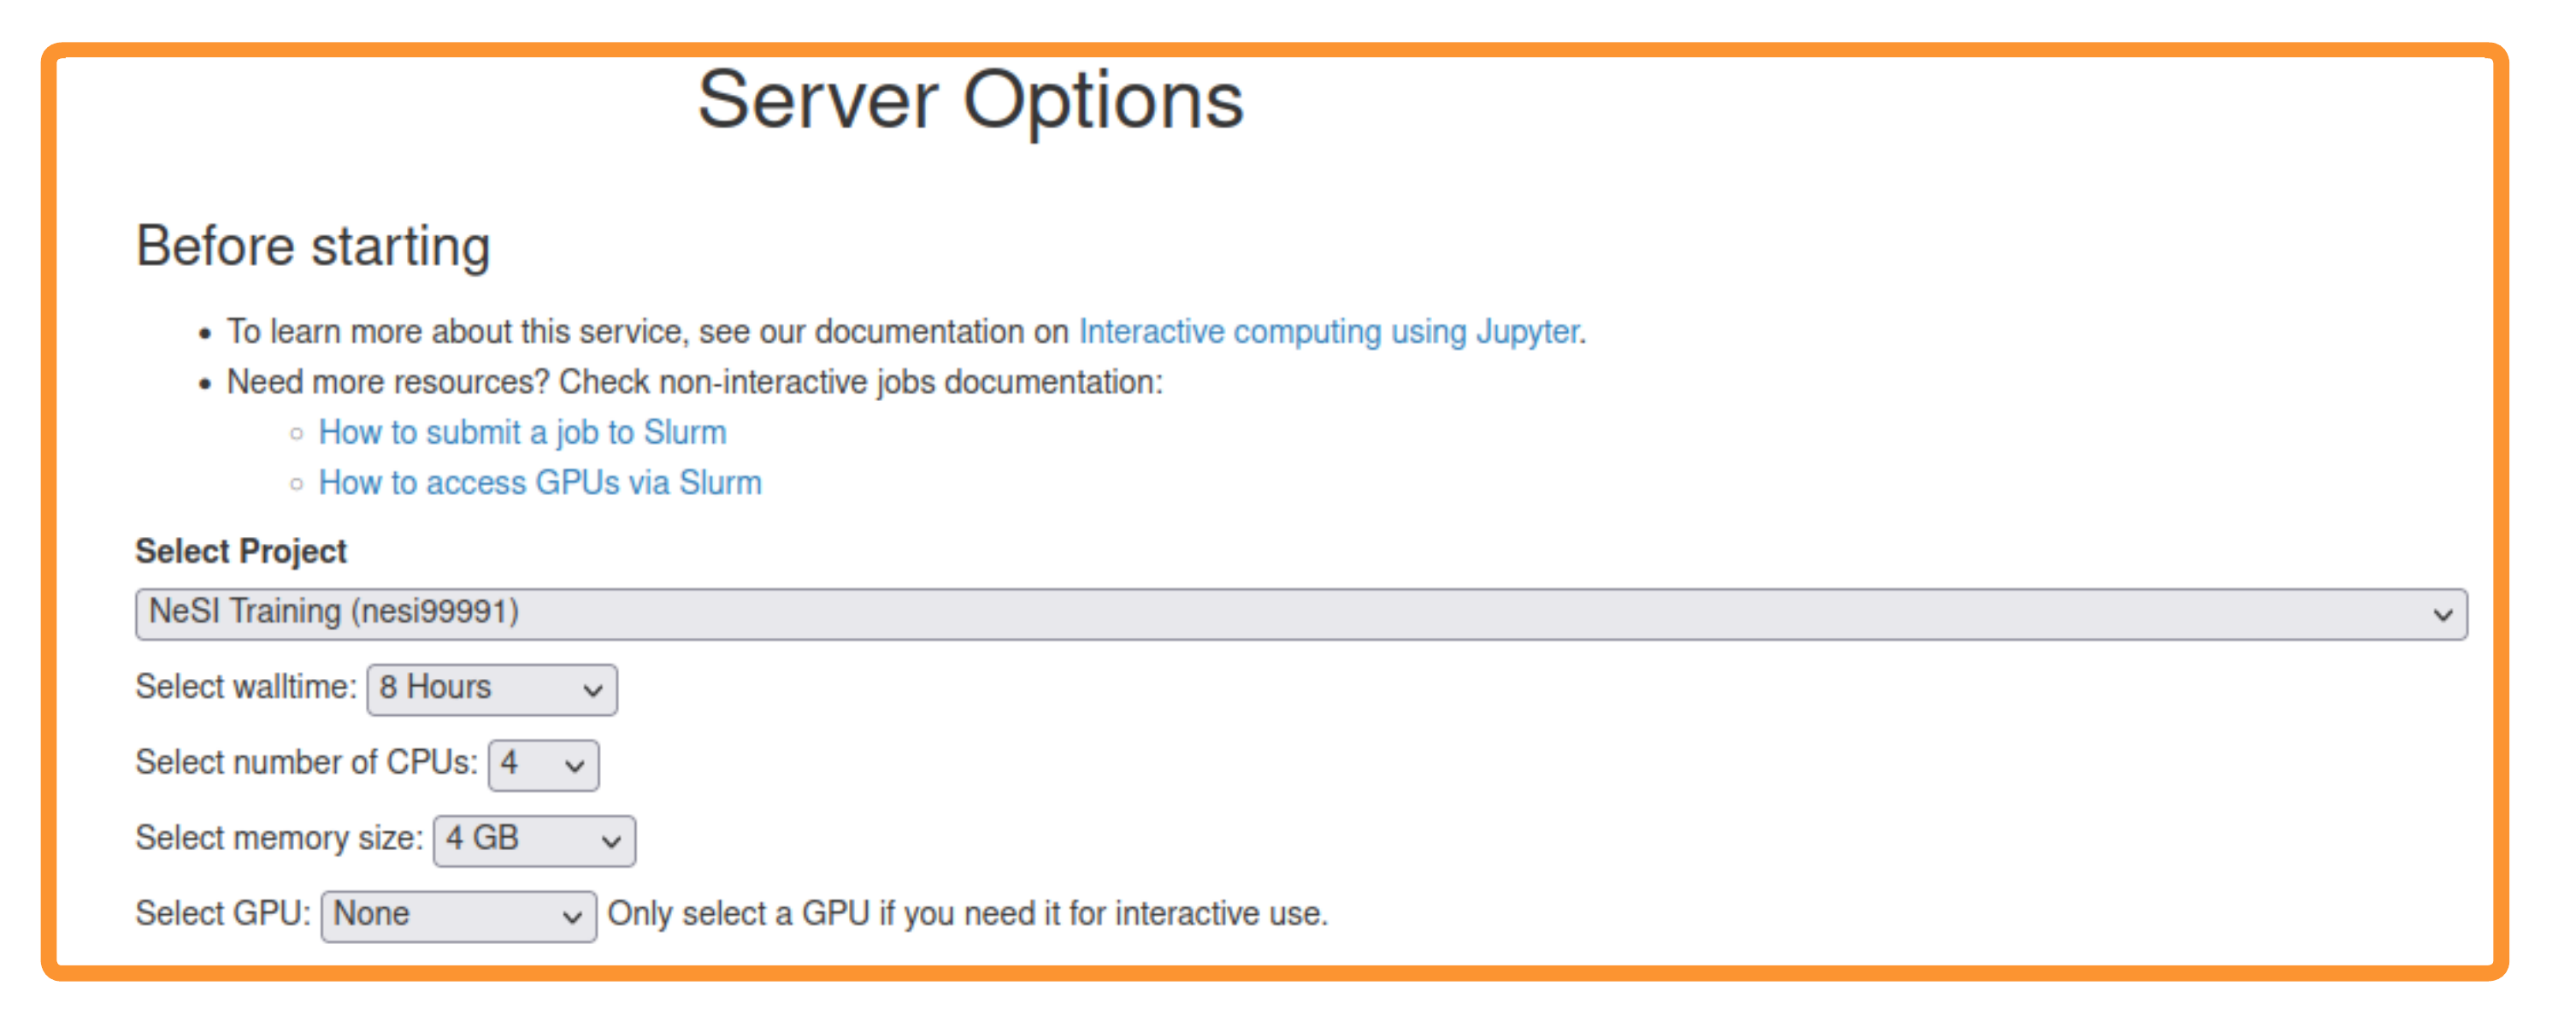 Server Options
Before starting
• To learn more about this service, see our documentation on Interactive computing using Jupyter.
• Need more resources? Check non-interactive jobs documentation:
○ How to submit a job to Slurm
○ How to access GPUs via Slurm
Select Project
NeSI Training (nesi99991)
Select walltime: 8 Hours
Select number of CPUs: 4
Select memory size: 4 GB
Select GPU: None Only select a GPU if you need it for interactive use.